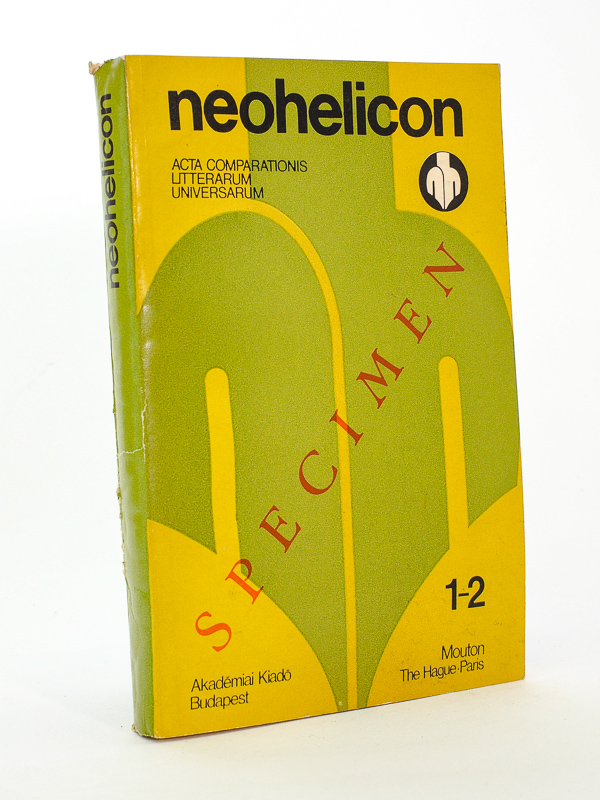 neohelicon
neohelicon
ACTA COMPARATIONIS
LITTERARUM
UNIVERSARUM
SPECIMEN
1-2
Akadémiai Kiadó
Budapest
Mouton
The Hague·Paris